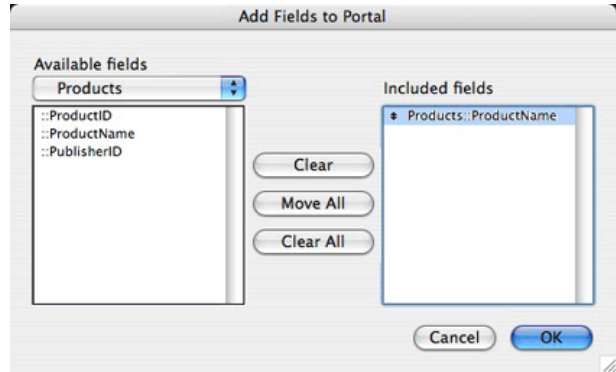 Add Fields to Portal
Available fields
Products
::ProductID
::ProductName
::PublisherID
Clear
Move All
Clear All
Included fields
Products::ProductName
Cancel
OK